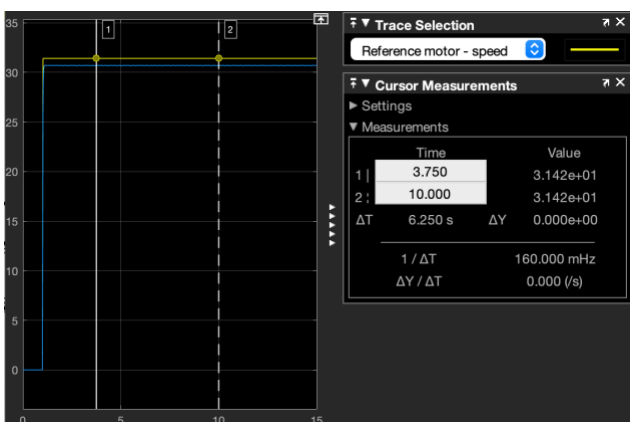 35
30
25
20
15
10
5
0
0 5 10 15
1
2
Trace Selection
Reference motor - speed
Cursor Measurements
Settings
Measurements
Time Value
1 | 3.750 3.142e+01
2 ¦ 10.000 3.142e+01
ΔT 6.250 s ΔY 0.000e+00
1 / ΔT 160.000 mHz
ΔY / ΔT 0.000 (/s)